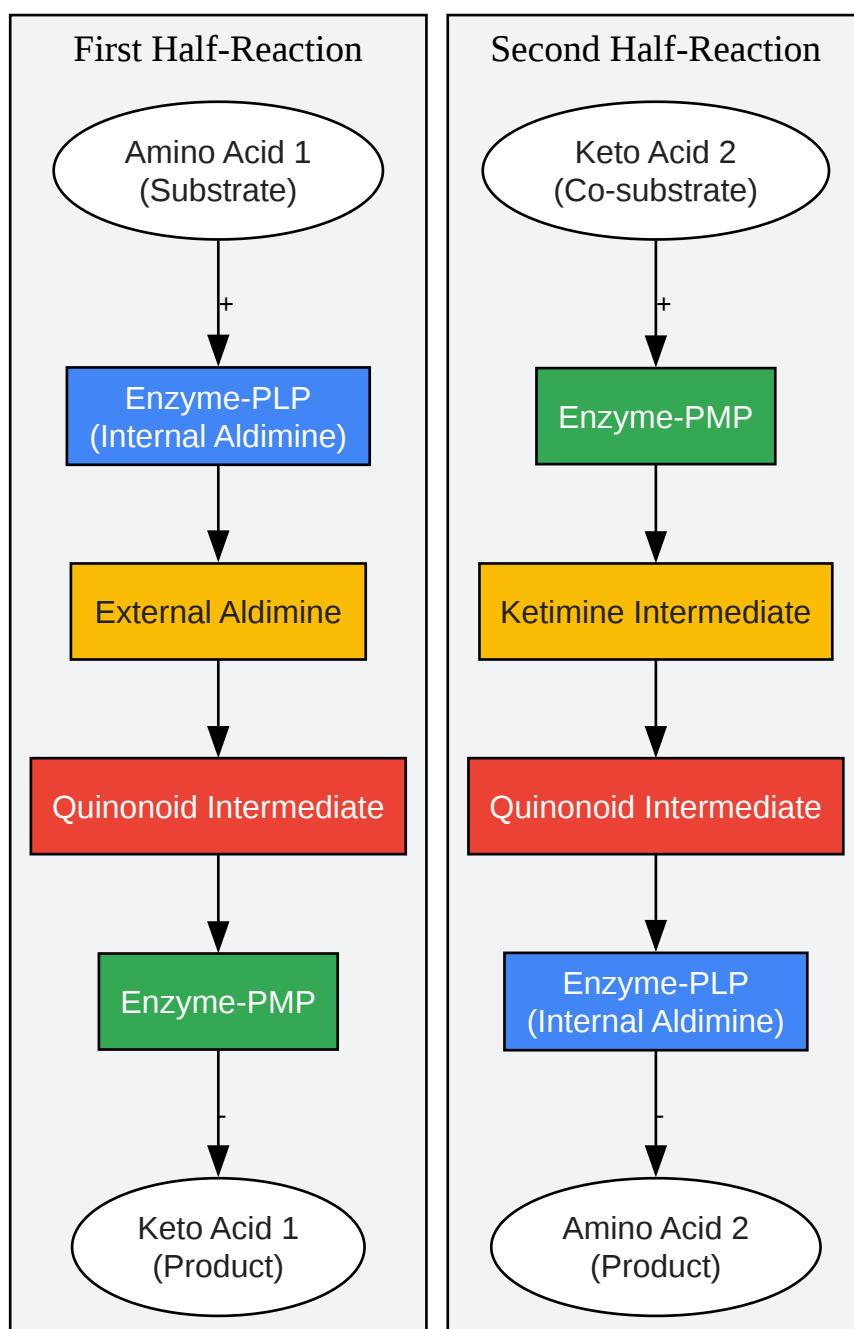 First Half-Reaction
Amino Acid 1
(Substrate)
+
Enzyme-PLP
(Internal Aldimine)
External Aldimine
Quinonoid Intermediate
Enzyme-PMP
-
Keto Acid 1
(Product)
Second Half-Reaction
Keto Acid 2
(Co-substrate)
+
Enzyme-PMP
Ketimine Intermediate
Quinonoid Intermediate
Enzyme-PLP
(Internal Aldimine)
-
Amino Acid 2
(Product)